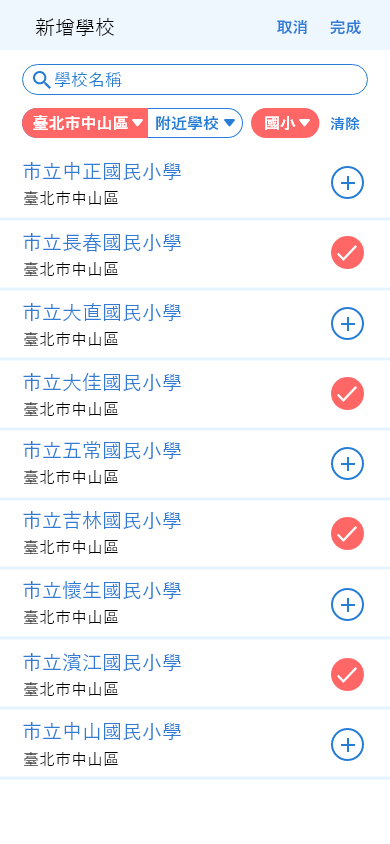 新增學校 取消 完成
學校名稱
臺北市中山區 附近學校 國小 清除
市立中正國民小學
臺北市中山區
市立長春國民小學
臺北市中山區
市立大直國民小學
臺北市中山區
市立大佳國民小學
臺北市中山區
市立五常國民小學
臺北市中山區
市立吉林國民小學
臺北市中山區
市立懷生國民小學
臺北市中山區
市立濱江國民小學
臺北市中山區
市立中山國民小學
臺北市中山區